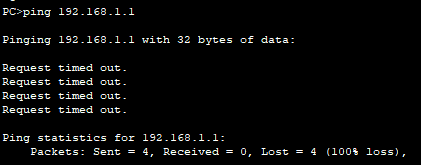 PC>ping 192.168.1.1
Pinging 192.168.1.1 with 32 bytes of data:
Request timed out.
Request timed out.
Request timed out.
Request timed out.
Ping statistics for 192.168.1.1:
Packets: Sent = 4, Received = 0, Lost = 4 (100% loss),